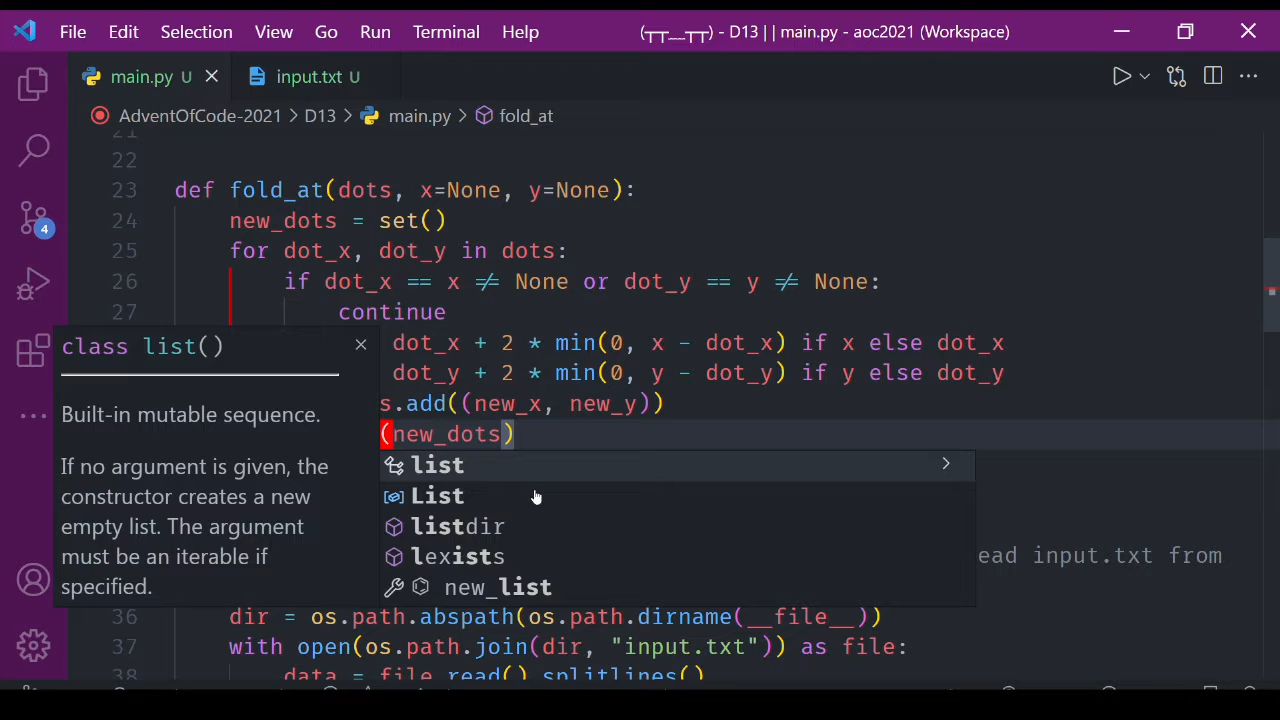 File Edit Selection View Go Run Terminal Help (┬┬﹏┬┬) - D13 | | main.py - aoc2021 (Workspace)
main.py U input.txt U
AdventOfCode-2021 > D13 > main.py > fold_at
21
22
23 def fold_at(dots, x=None, y=None):
24 new_dots = set()
25 for dot_x, dot_y in dots:
26 if dot_x == x != None or dot_y == y != None:
27 continue
dot_x + 2 * min(0, x - dot_x) if x else dot_x
dot_y + 2 * min(0, y - dot_y) if y else dot_y
s.add((new_x, new_y))
(new_dots)
class list()
Built-in mutable sequence.
If no argument is given, the
constructor creates a new
empty list. The argument
must be an iterable if
specified.
list
List
listdir
lexists
new_list
4
ead input.txt from
36 dir = os.path.abspath(os.path.dirname(__file__))
37 with open(os.path.join(dir, "input.txt")) as file:
38 data = file.read().splitlines()